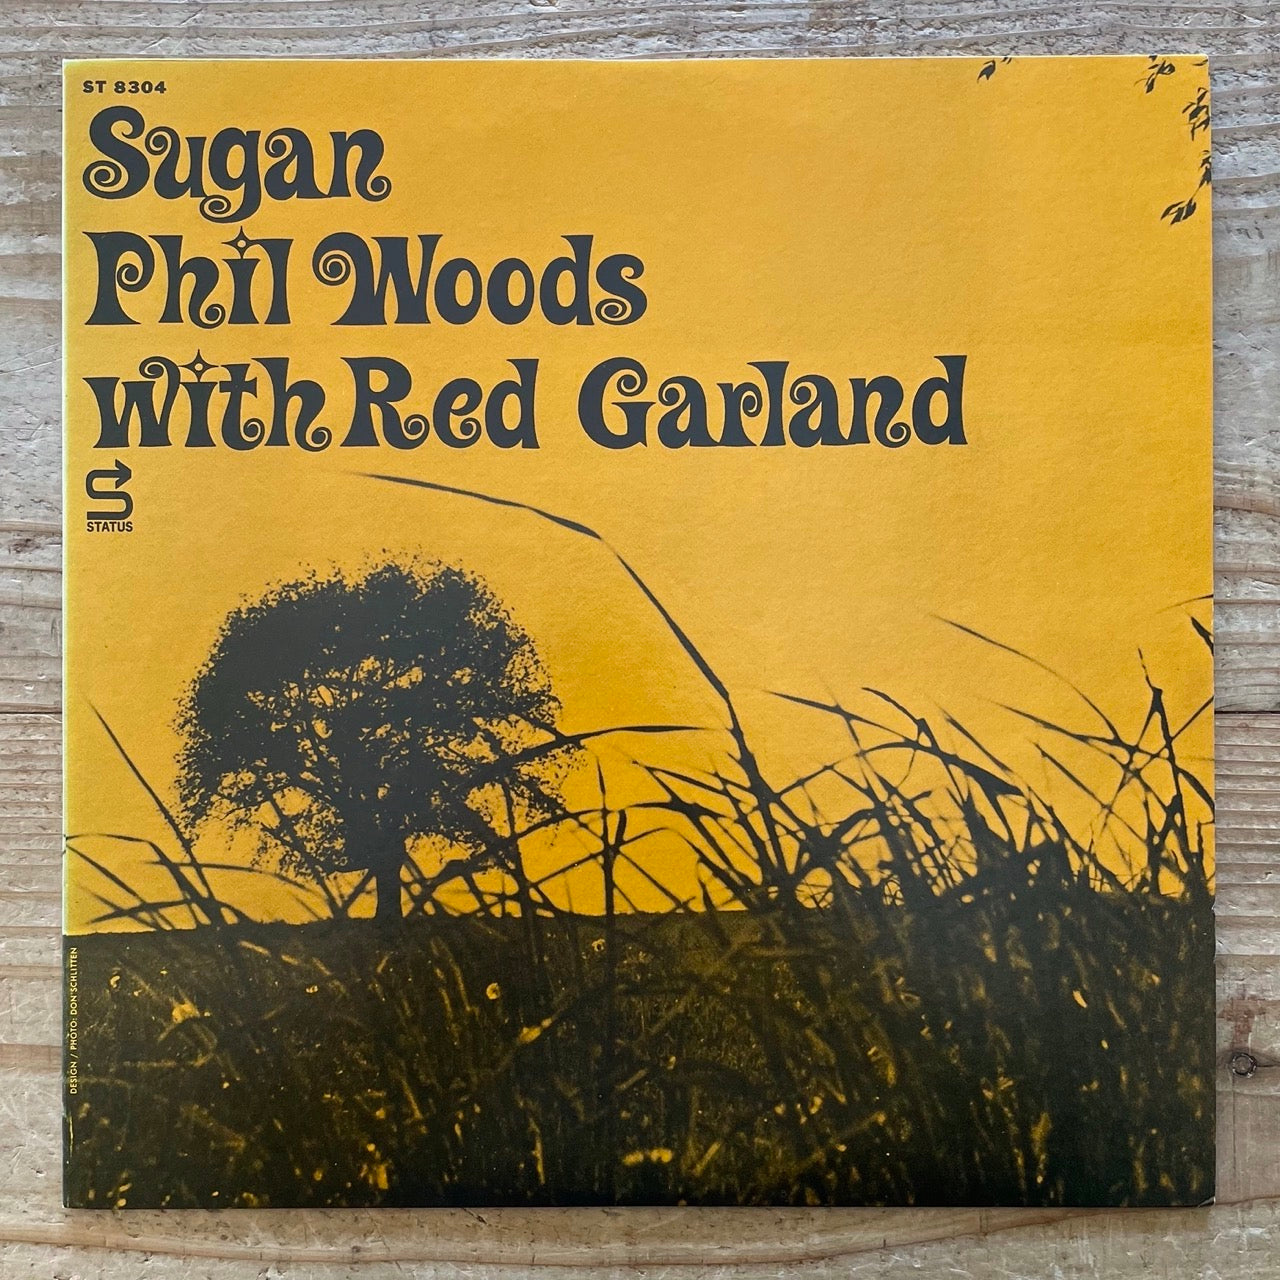 ST 8304
Sugan
Phil Woods
with Red Garland
STATUS
DESIGN / PHOTO: DON SCHLITTEN